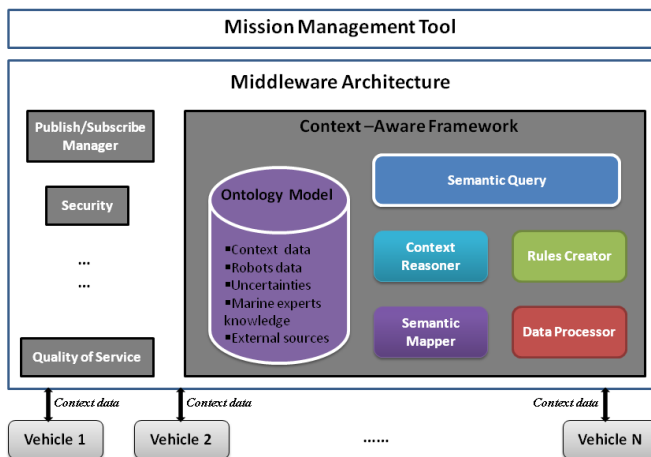 Mission Management Tool
Middleware Architecture
Publish/Subscribe
Manager
Security
...
...
Quality of Service
Context –Aware Framework
Ontology Model
▪Context data
▪Robots data
▪Uncertainties
▪Marine experts
knowledge
▪External sources
Semantic Query
Context
Reasoner
Rules Creator
Semantic
Mapper
Data Processor
Context data
Context data
Context data
Vehicle 1
Vehicle 2
......
Vehicle N